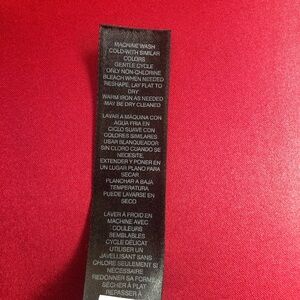 MACHINE WASH
COLD-WITH SIMILAR
COLORS
GENTLE CYCLE
ONLY NON-CHLORINE
BLEACH WHEN NEEDED
RESHAPE, LAY FLAT TO
DRY
WARM IRON AS NEEDED
MAY BE DRY CLEANED
LAVAR A MÁQUINA CON
AGUA FRIA EN
CICLO SUAVE CON
COLORES SIMILARES
USAR BLANQUEADOR
SIN CLORO CUANDO SE
NECESITE.
EXTENDER Y PONER EN
UN LUGAR PLANO PARA
SECAR
PLANCHAR A BAJA
TEMPERATURA
PUEDE LAVARSE EN
SECO
LAVER À FROID EN
MACHINE AVEC
COULEURS
SEMBLABLES
CYCLE DÉLICAT
UTILISER UN
JAVELLISANT SANS
CHLORE SEULEMENT SI
NÉCESSAIRE
REDONNER SA FORME
SÉCHER À PLAT
REPASSER À